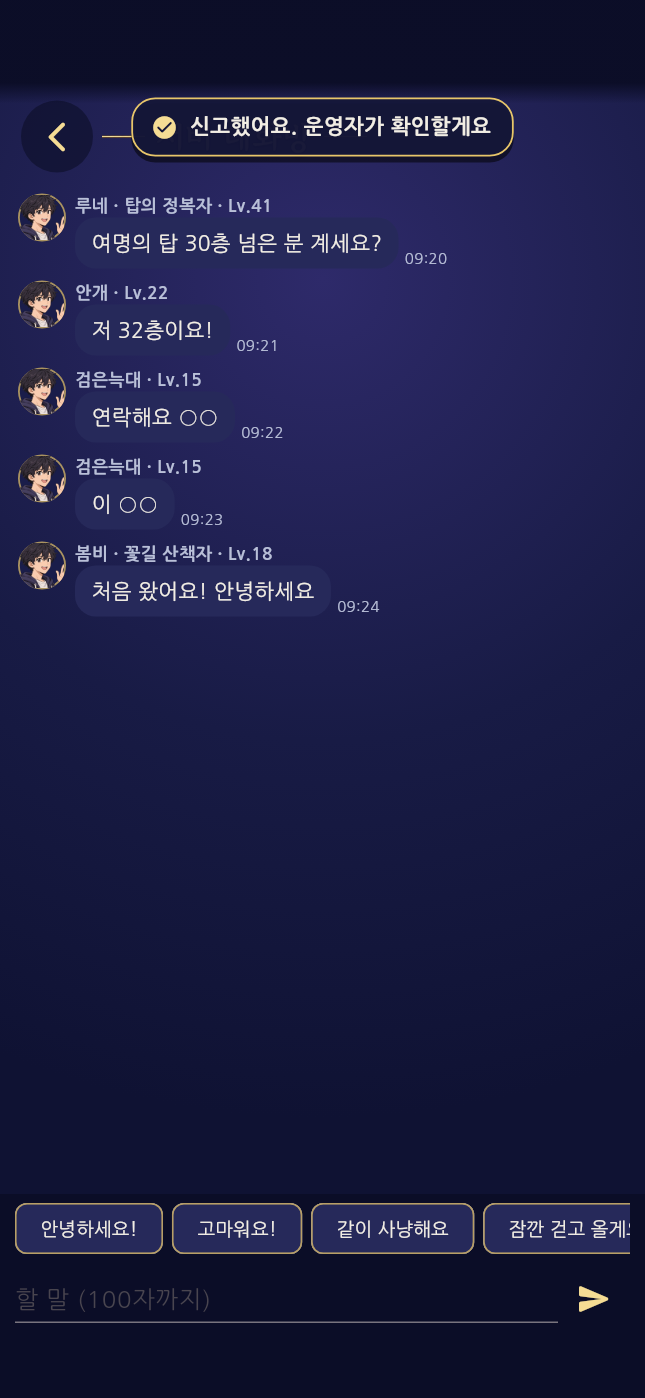 신고했어요. 운영자가 확인할게요
루네 · 탑의 정복자 · Lv.41
여명의 탑 30층 넘은 분 계세요?
09:20
안개 · Lv.22
저 32층이요!
09:21
검은늑대 · Lv.15
연락해요 ○○
09:22
검은늑대 · Lv.15
이 ○○
09:23
봄비 · 꽃길 산책자 · Lv.18
처음 왔어요! 안녕하세요
09:24
안녕하세요!
고마워요!
같이 사냥해요
잠깐 걷고 올게
할 말 (100자까지)